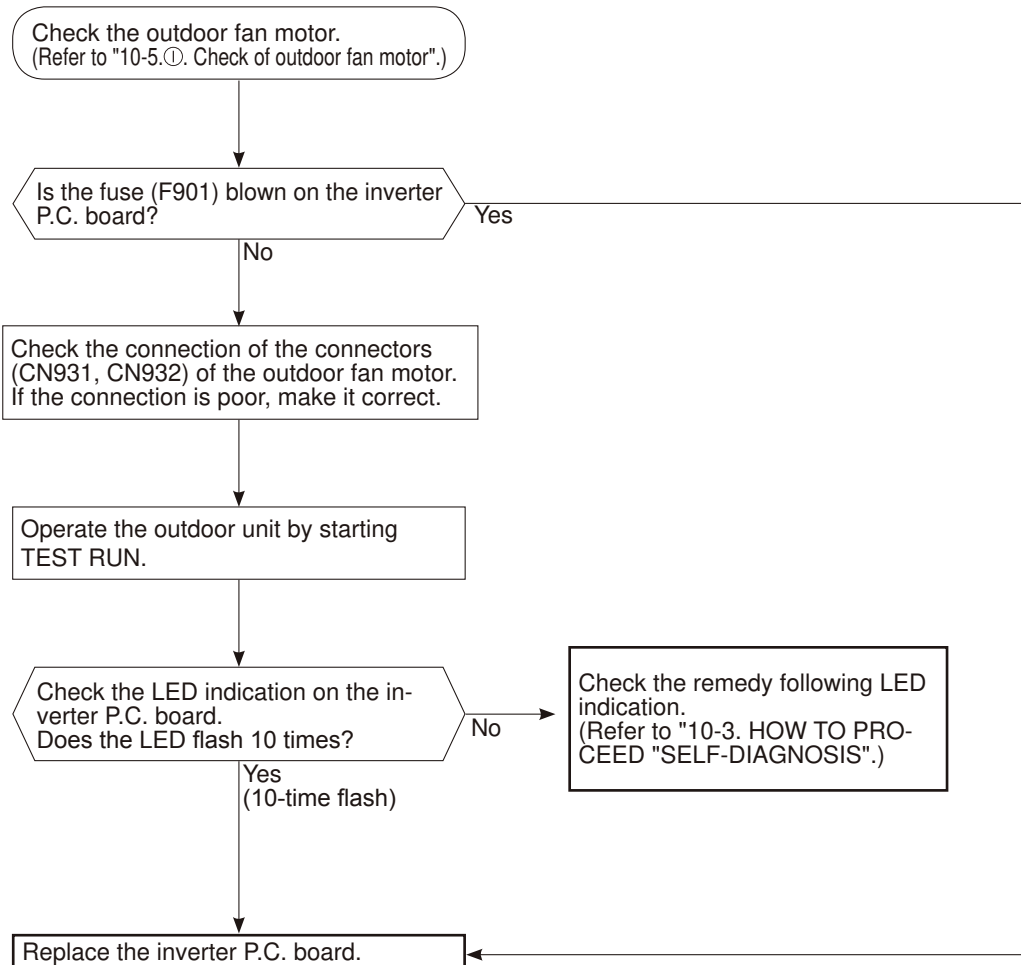 Check the outdoor fan motor.
(Refer to "10-5.Ⓘ. Check of outdoor fan motor".)
Is the fuse (F901) blown on the inverter
P.C. board?
Yes
No
Check the connection of the connectors
(CN931, CN932) of the outdoor fan motor.
If the connection is poor, make it correct.
Operate the outdoor unit by starting
TEST RUN.
Check the LED indication on the in-
verter P.C. board.
Does the LED flash 10 times?
No
Check the remedy following LED
indication.
(Refer to "10-3. HOW TO PRO-
CEED "SELF-DIAGNOSIS".)
Yes
(10-time flash)
Replace the inverter P.C. board.